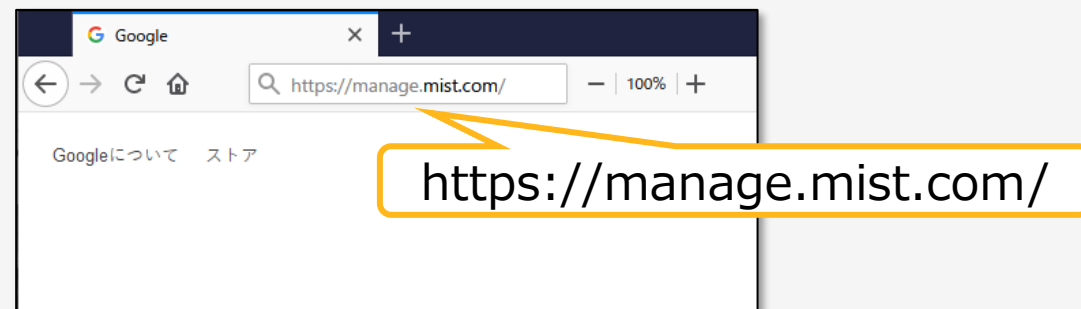 Google
https://manage.mist.com/
100%
Googleについて ストア
https://manage.mist.com/